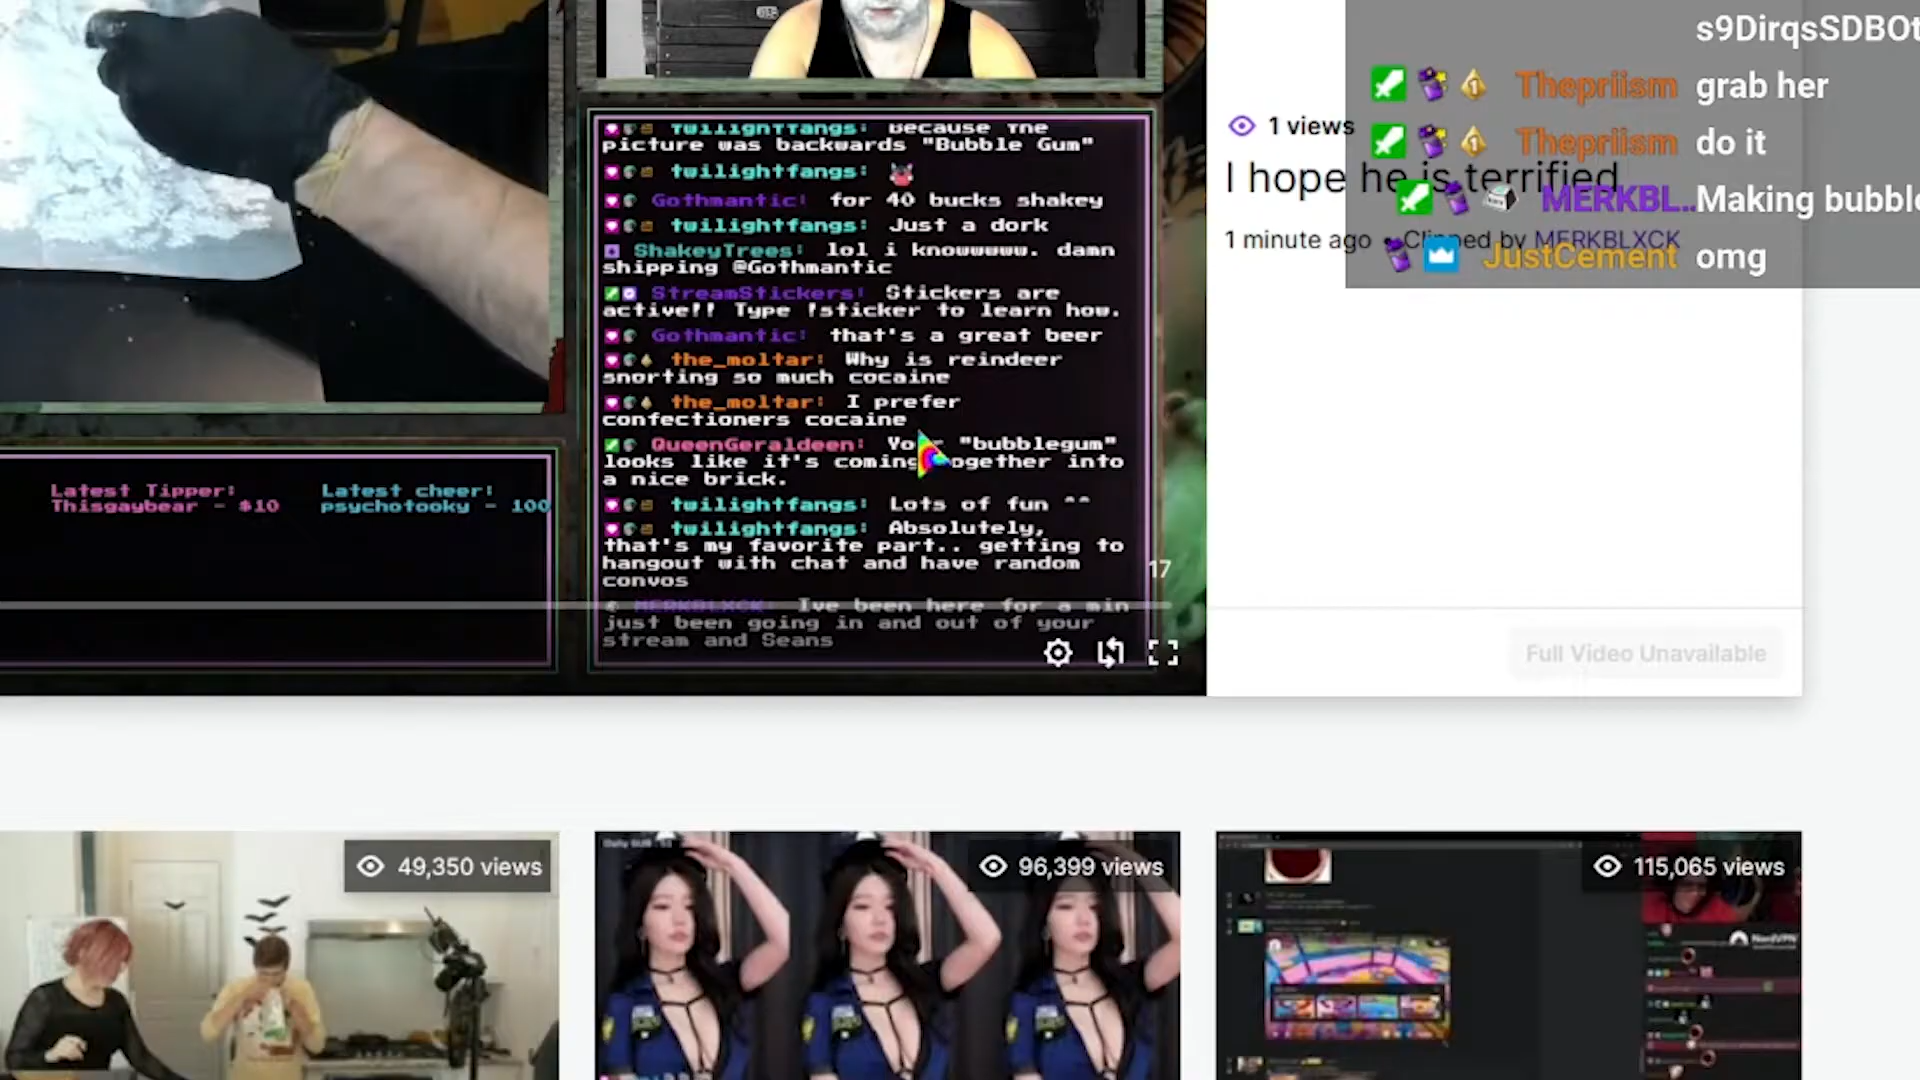 twilightfangs: Because the
picture was backwards "Bubble Gum"
twilightfangs:
Gothmantic: for 40 bucks shakey
twilightfangs: Just a dork
ShakeyTrees: lol i knowwwww. damn
shipping @Gothmantic
StreamStickers: Stickers are
active!! Type !sticker to learn how.
Gothmantic: that's a great beer
the_moltar: Why is reindeer
snorting so much cocaine
the_moltar: I prefer
confectioners cocaine
QueenGeraldeen: "bubblegum"
looks like it's coming together into
a nice brick.
twilightfangs: Lots of fun ^^
twilightfangs: Absolutely,
that's my favorite part.. getting to
hangout with chat and have random
convos
MERKBLXCK: Ive been here for a min
just been going in and out of your
stream and Seans
17
Latest Tipper:
Thisgaybear - $10
Latest cheer:
psychotooky - 100
1 views
I hope he is terrified
1 minute ago Clipped by MERKBLXCK
s9DirqsSDBOt
Thepriism grab her
Thepriism do it
MERKBL.. Making bubble
JustCement omg
Full Video Unavailable
49,350 views
96,399 views
115,065 views
NordVPN